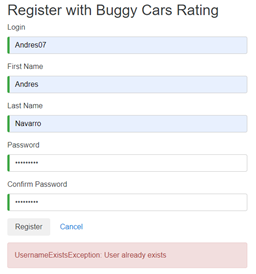 Register with Buggy Cars Rating
Login
Andres07
First Name
Andres
Last Name
Navarro
Password
•••••••••
Confirm Password
•••••••••
Register Cancel
UsernameExistsException: User already exists